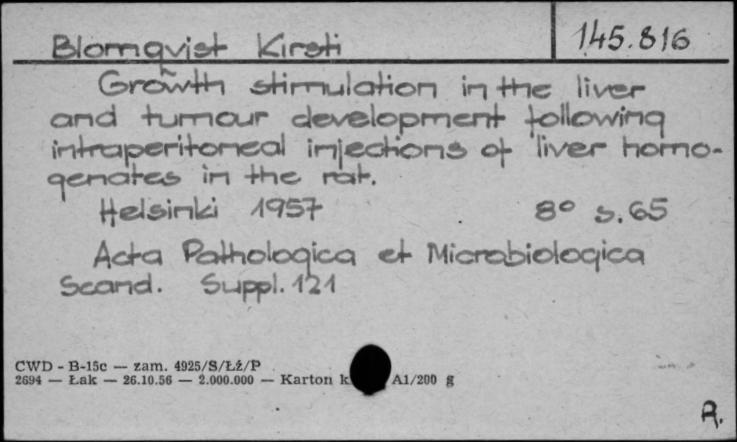 Blomqvist Kirsti 145.816
Growth stimulation in the liver
and tumour development following
intraperitoneal injections of liver homo-
genates in the rat.
Helsinki 1957 8° s. 65
Acta Pathologica et Microbiologica
Scand. Suppl. 121
CWD - B-15c — zam. 4925/S/Łż/P
2694 — Łak — 26.10.56 — 2.000.000 — Karton k A1/200 g
R.